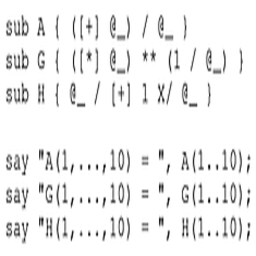 sub A { ([+] @_) / @_ }
sub G { ([*] @_) ** (1 / @_) }
sub H { @_ / [+] 1 X/ @_ }
say "A(1,...,10) = ", A(1..10);
say "G(1,...,10) = ", G(1..10);
say "H(1,...,10) = ", H(1..10);